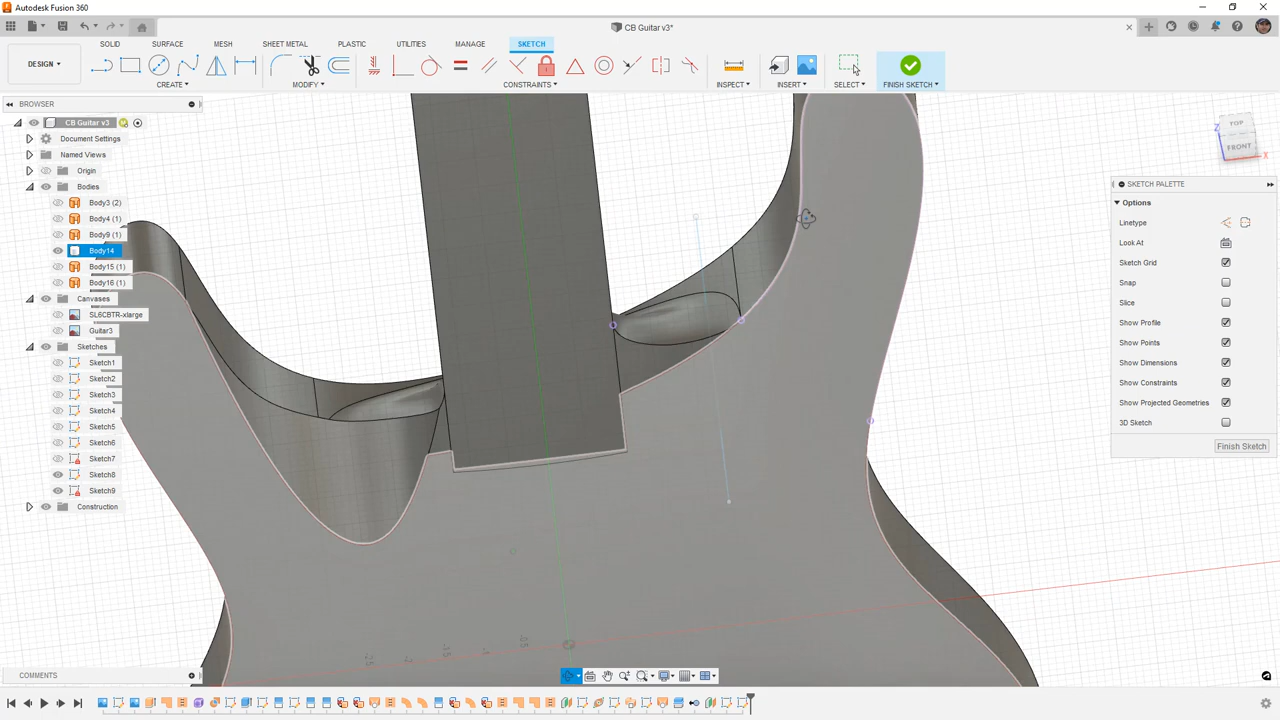 Autodesk Fusion 360
CB Guitar v3*
DESIGN
SOLID SURFACE MESH SHEET METAL PLASTIC UTILITIES MANAGE SKETCH
CREATE MODIFY CONSTRAINTS INSPECT INSERT SELECT FINISH SKETCH
BROWSER
CB Guitar v3
Document Settings
Named Views
Origin
Bodies
Body3 (2)
Body4 (1)
Body9 (1)
Body14
Body15 (1)
Body16 (1)
Canvases
SL6CBTR-xlarge
Guitar3
Sketches
Sketch1
Sketch2
Sketch3
Sketch4
Sketch5
Sketch6
Sketch7
Sketch8
Sketch9
Construction
TOP
FRONT
Z
X
SKETCH PALETTE
Options
Linetype
Look At
Sketch Grid
Snap
Slice
Show Profile
Show Points
Show Dimensions
Show Constraints
Show Projected Geometries
3D Sketch
Finish Sketch
COMMENTS